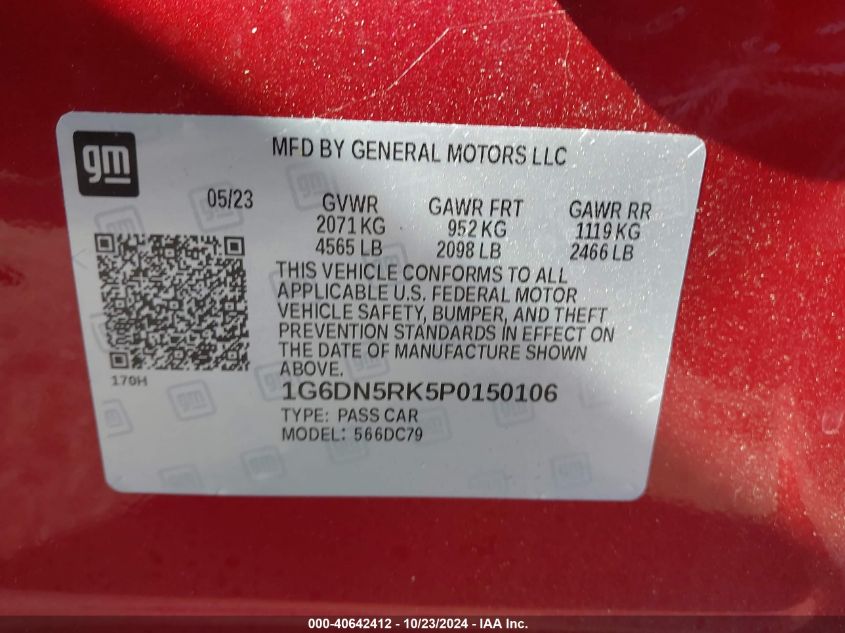 gm
MFD BY GENERAL MOTORS LLC
05/23
GVWR GAWR FRT GAWR RR
2071 KG 952 KG 1119 KG
4565 LB 2098 LB 2466 LB
THIS VEHICLE CONFORMS TO ALL
APPLICABLE U.S. FEDERAL MOTOR
VEHICLE SAFETY, BUMPER, AND THEFT
PREVENTION STANDARDS IN EFFECT ON
THE DATE OF MANUFACTURE SHOWN
ABOVE.
170H
1G6DN5RK5P0150106
TYPE: PASS CAR
MODEL: 566DC79
000-40642412 - 10/23/2024 - IAA Inc.